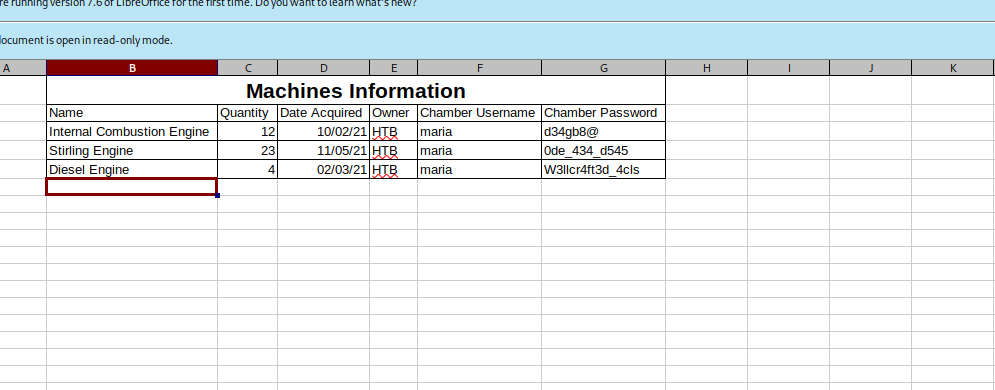 re running version 7.6 of LibreOffice for the first time. Do you want to learn what's new?
document is open in read-only mode.
A B C D E F G H I J K
Machines Information
Name Quantity Date Acquired Owner Chamber Username Chamber Password
Internal Combustion Engine 12 10/02/21 HTB maria d34gb8@
Stirling Engine 23 11/05/21 HTB maria 0de_434_d545
Diesel Engine 4 02/03/21 HTB maria W3llcr4ft3d_4cls